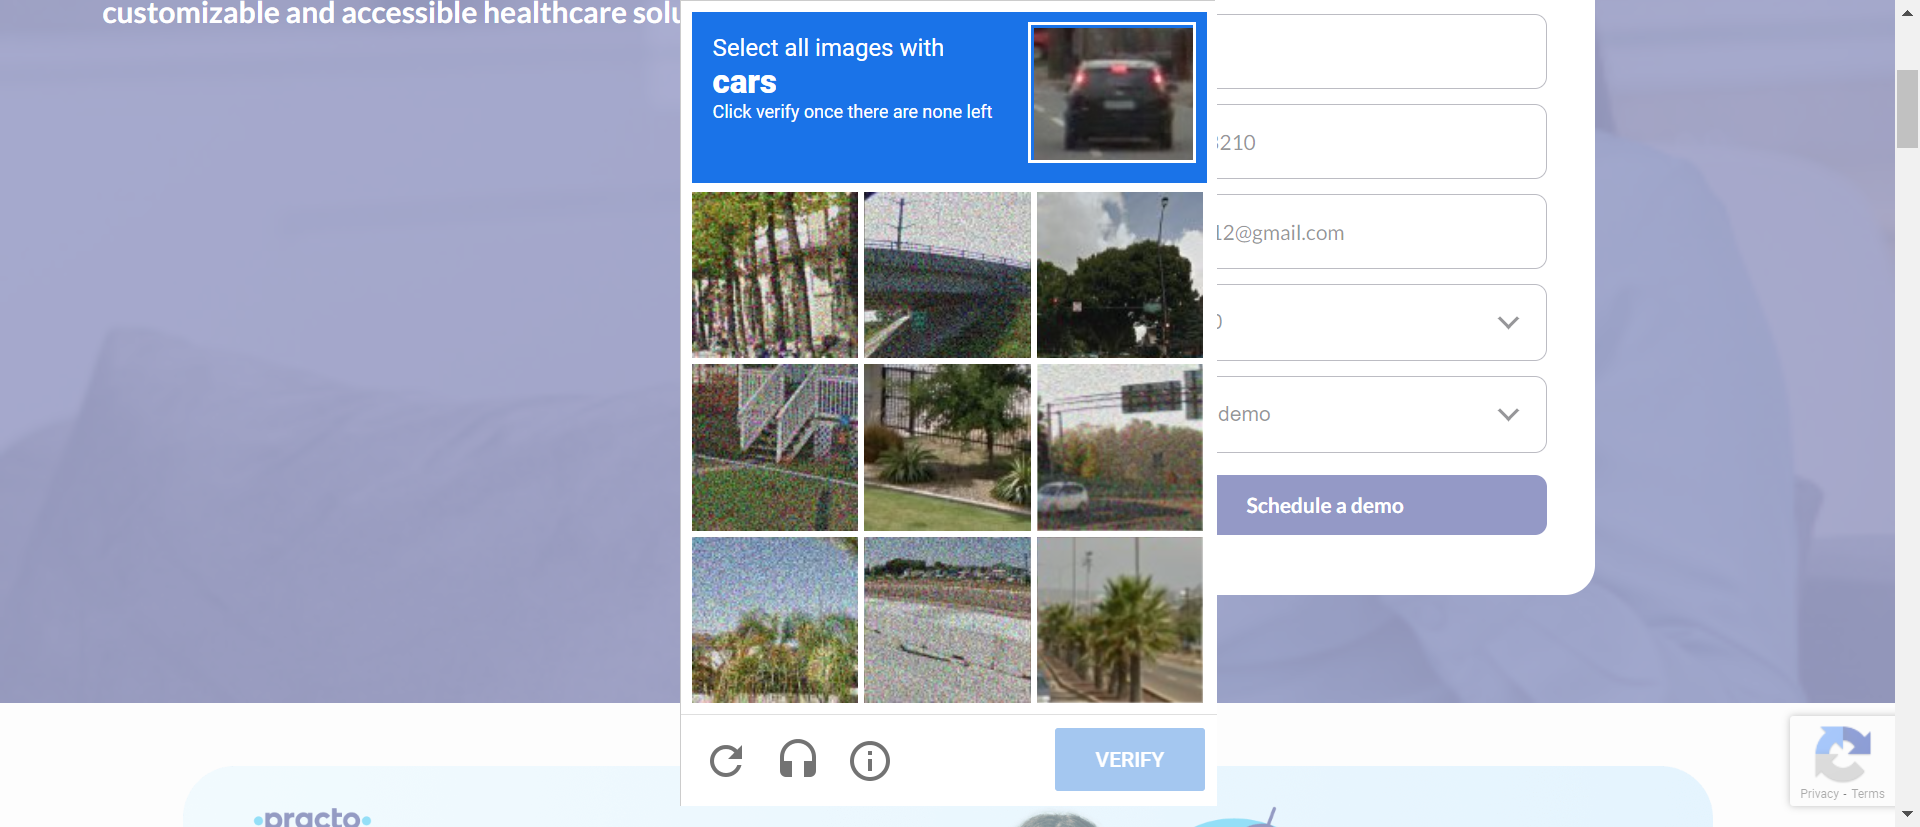 customizable and accessible healthcare solu
Select all images with
cars
Click verify once there are none left
3210
12@gmail.com
demo
Schedule a demo
VERIFY
Privacy - Terms
practo